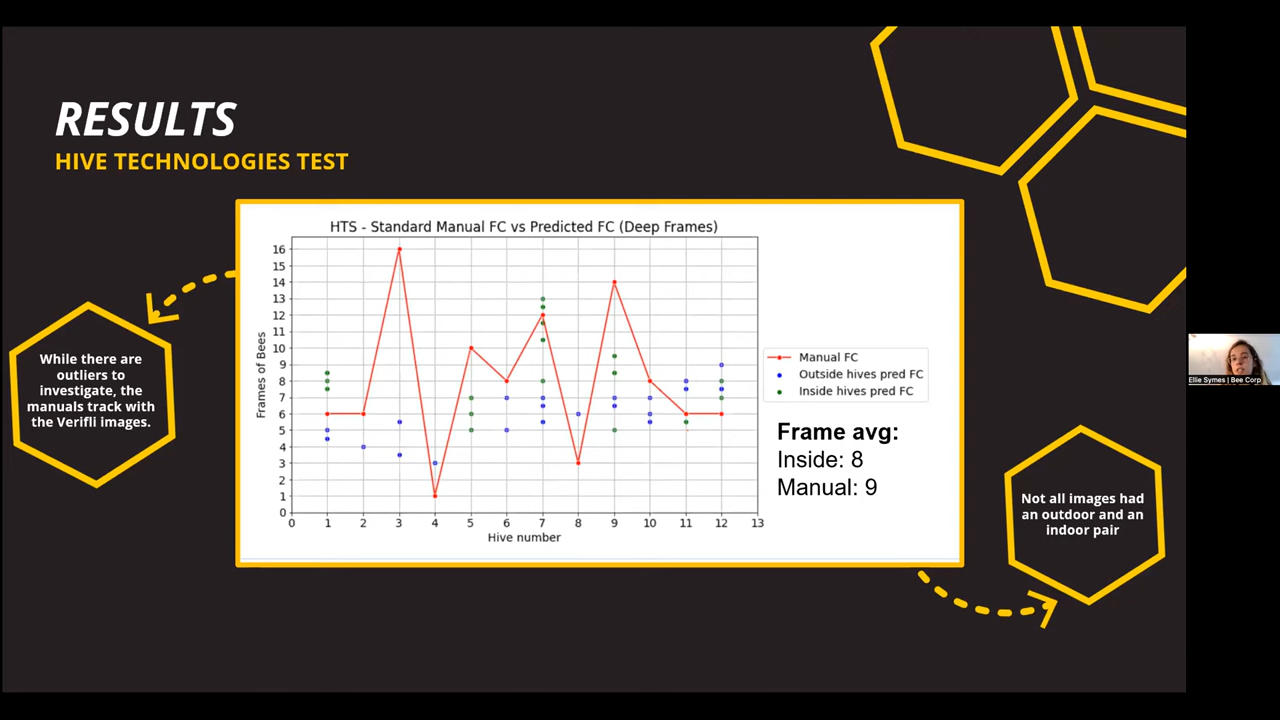 RESULTS
HIVE TECHNOLOGIES TEST
HTS - Standard Manual FC vs Predicted FC (Deep Frames)
Frames of Bees
16
15
14
13
12
11
10
9
8
7
6
5
4
3
2
1
0
0 1 2 3 4 5 6 7 8 9 10 11 12 13
Hive number
Manual FC
Outside hives pred FC
Inside hives pred FC
Frame avg:
Inside: 8
Manual: 9
While there are
outliers to
investigate, the
manuals track with
the Verifli images.
Not all images had
an outdoor and an
indoor pair
Ellie Symes | Bee Corp